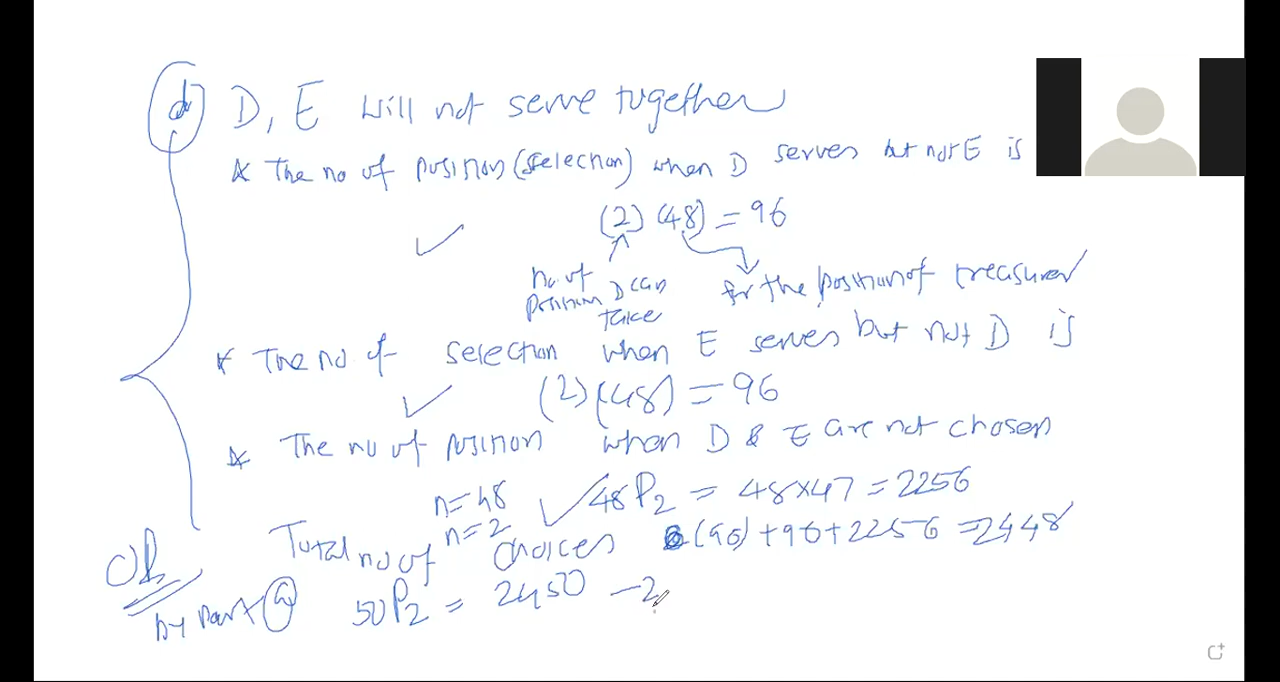 d) D, E will not serve together
* The no of position (selection) when D serves but not E is
(2) (48) = 96
no. of position D can take
for the position of treasurer
* The no of selection when E serves but not D is
(2) (48) = 96
* The no of position when D & E are not chosen
n=48
n=2
48P2 = 48x47 = 2256
Total no of choices (96) + 96 + 2256 = 2448
OR
by part a
50P2 = 2450 - 2